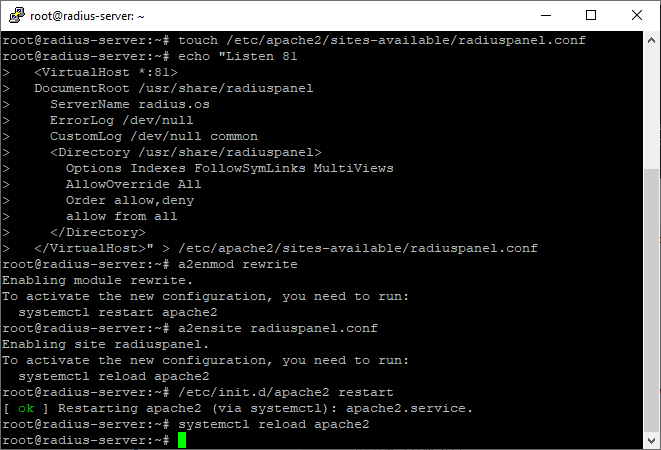 root@radius-server: ~
root@radius-server:~# touch /etc/apache2/sites-available/radiuspanel.conf
root@radius-server:~# echo "Listen 81
>   <VirtualHost *:81>
>   DocumentRoot /usr/share/radiuspanel
>     ServerName radius.os
>     ErrorLog /dev/null
>     CustomLog /dev/null common
>     <Directory /usr/share/radiuspanel>
>       Options Indexes FollowSymLinks MultiViews
>       AllowOverride All
>       Order allow,deny
>       allow from all
>     </Directory>
>   </VirtualHost>" > /etc/apache2/sites-available/radiuspanel.conf
root@radius-server:~# a2enmod rewrite
Enabling module rewrite.
To activate the new configuration, you need to run:
  systemctl restart apache2
root@radius-server:~# a2ensite radiuspanel.conf
Enabling site radiuspanel.
To activate the new configuration, you need to run:
  systemctl reload apache2
root@radius-server:~# /etc/init.d/apache2 restart
[ ok ] Restarting apache2 (via systemctl): apache2.service.
root@radius-server:~# systemctl reload apache2
root@radius-server:~#